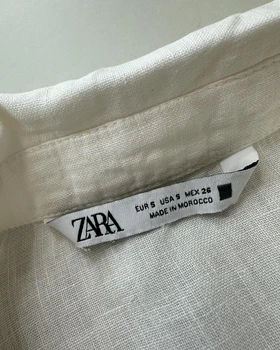 ZARA
EUR S USA S MEX 26
MADE IN MOROCCO